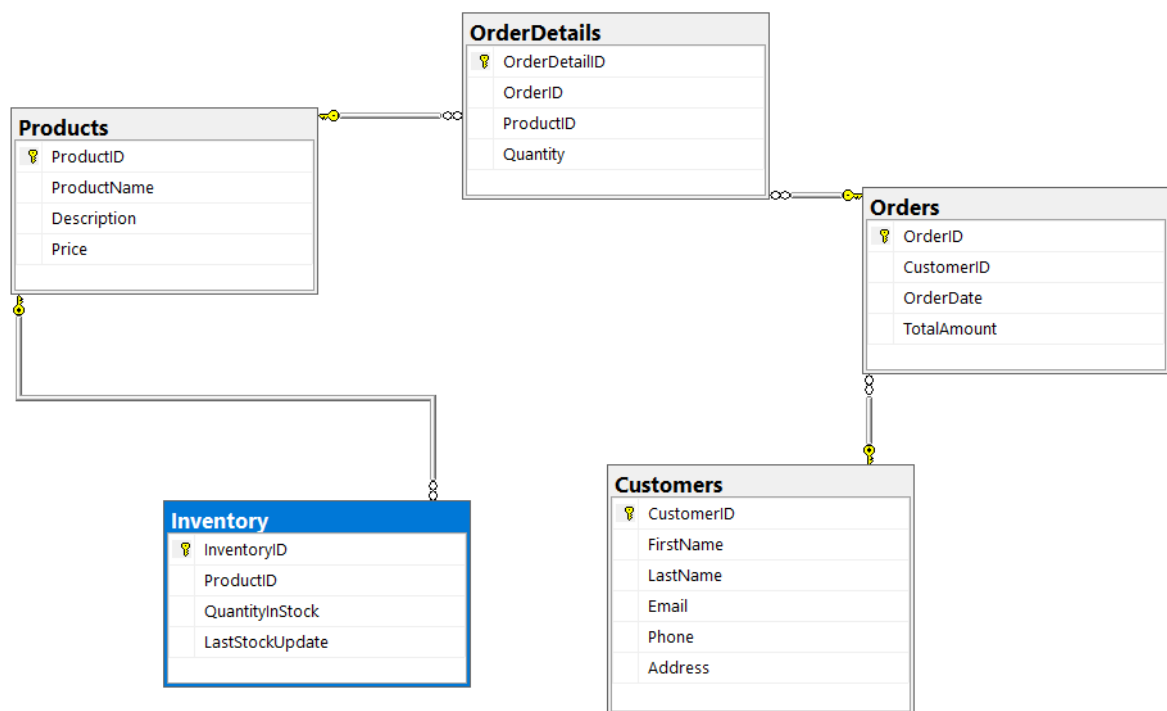 OrderDetails
OrderDetailID
OrderID
ProductID
Quantity
Products
ProductID
ProductName
Description
Price
Orders
OrderID
CustomerID
OrderDate
TotalAmount
Inventory
InventoryID
ProductID
QuantityInStock
LastStockUpdate
Customers
CustomerID
FirstName
LastName
Email
Phone
Address